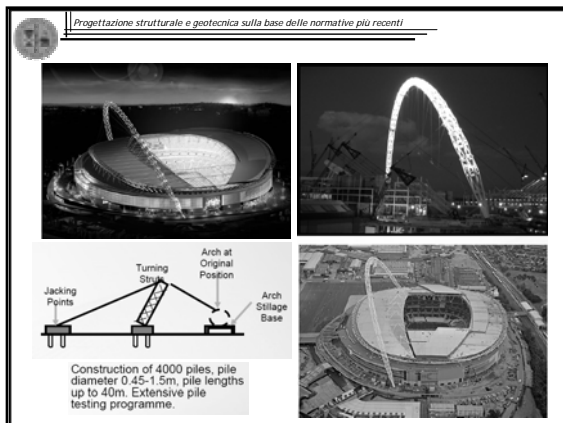 Progettazione strutturale e geotecnica sulla base delle normative più recenti
Arch at
Original
Position
Turning
Struts
Jacking
Points
Arch
Stillage
Base
Construction of 4000 piles, pile
diameter 0.45-1.5m, pile lengths
up to 40m. Extensive pile
testing programme.